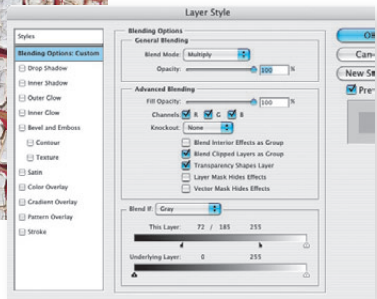 Layer Style
Styles
Blending Options: Custom
Drop Shadow
Inner Shadow
Outer Glow
Inner Glow
Bevel and Emboss
Contour
Texture
Satin
Color Overlay
Gradient Overlay
Pattern Overlay
Stroke
Blending Options
General Blending
Blend Mode: Multiply
Opacity: 100 %
Advanced Blending
Fill Opacity: 100 %
Channels: R G B
Knockout: None
Blend Interior Effects as Group
Blend Clipped Layers as Group
Transparency Shapes Layer
Layer Mask Hides Effects
Vector Mask Hides Effects
Blend If: Gray
This Layer: 72 / 185 255
Underlying Layer: 0 255
Can
New S
Pre